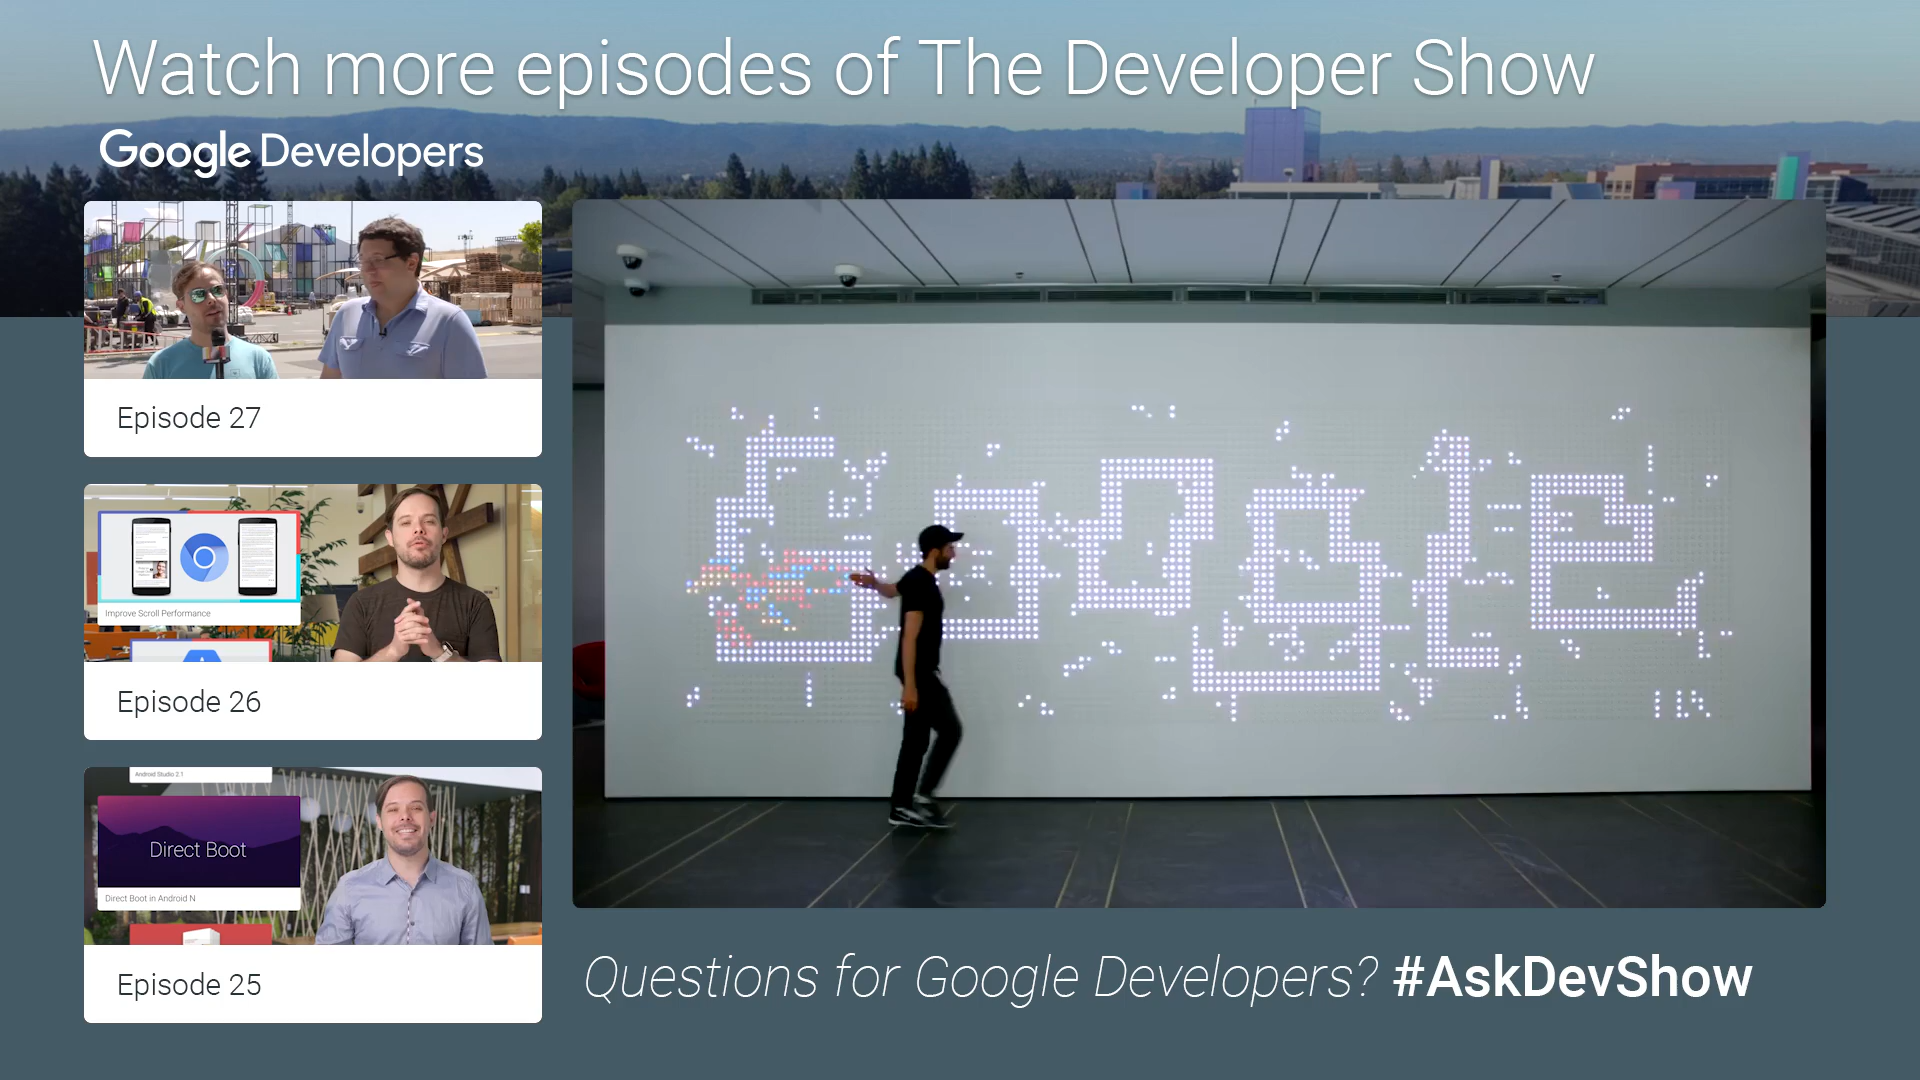 Watch more episodes of The Developer Show
Google Developers
Episode 27
Improve Scroll Performance
Episode 26
Android Studio 2.1
Direct Boot
Direct Boot in Android N
Episode 25
Google
Questions for Google Developers? #AskDevShow